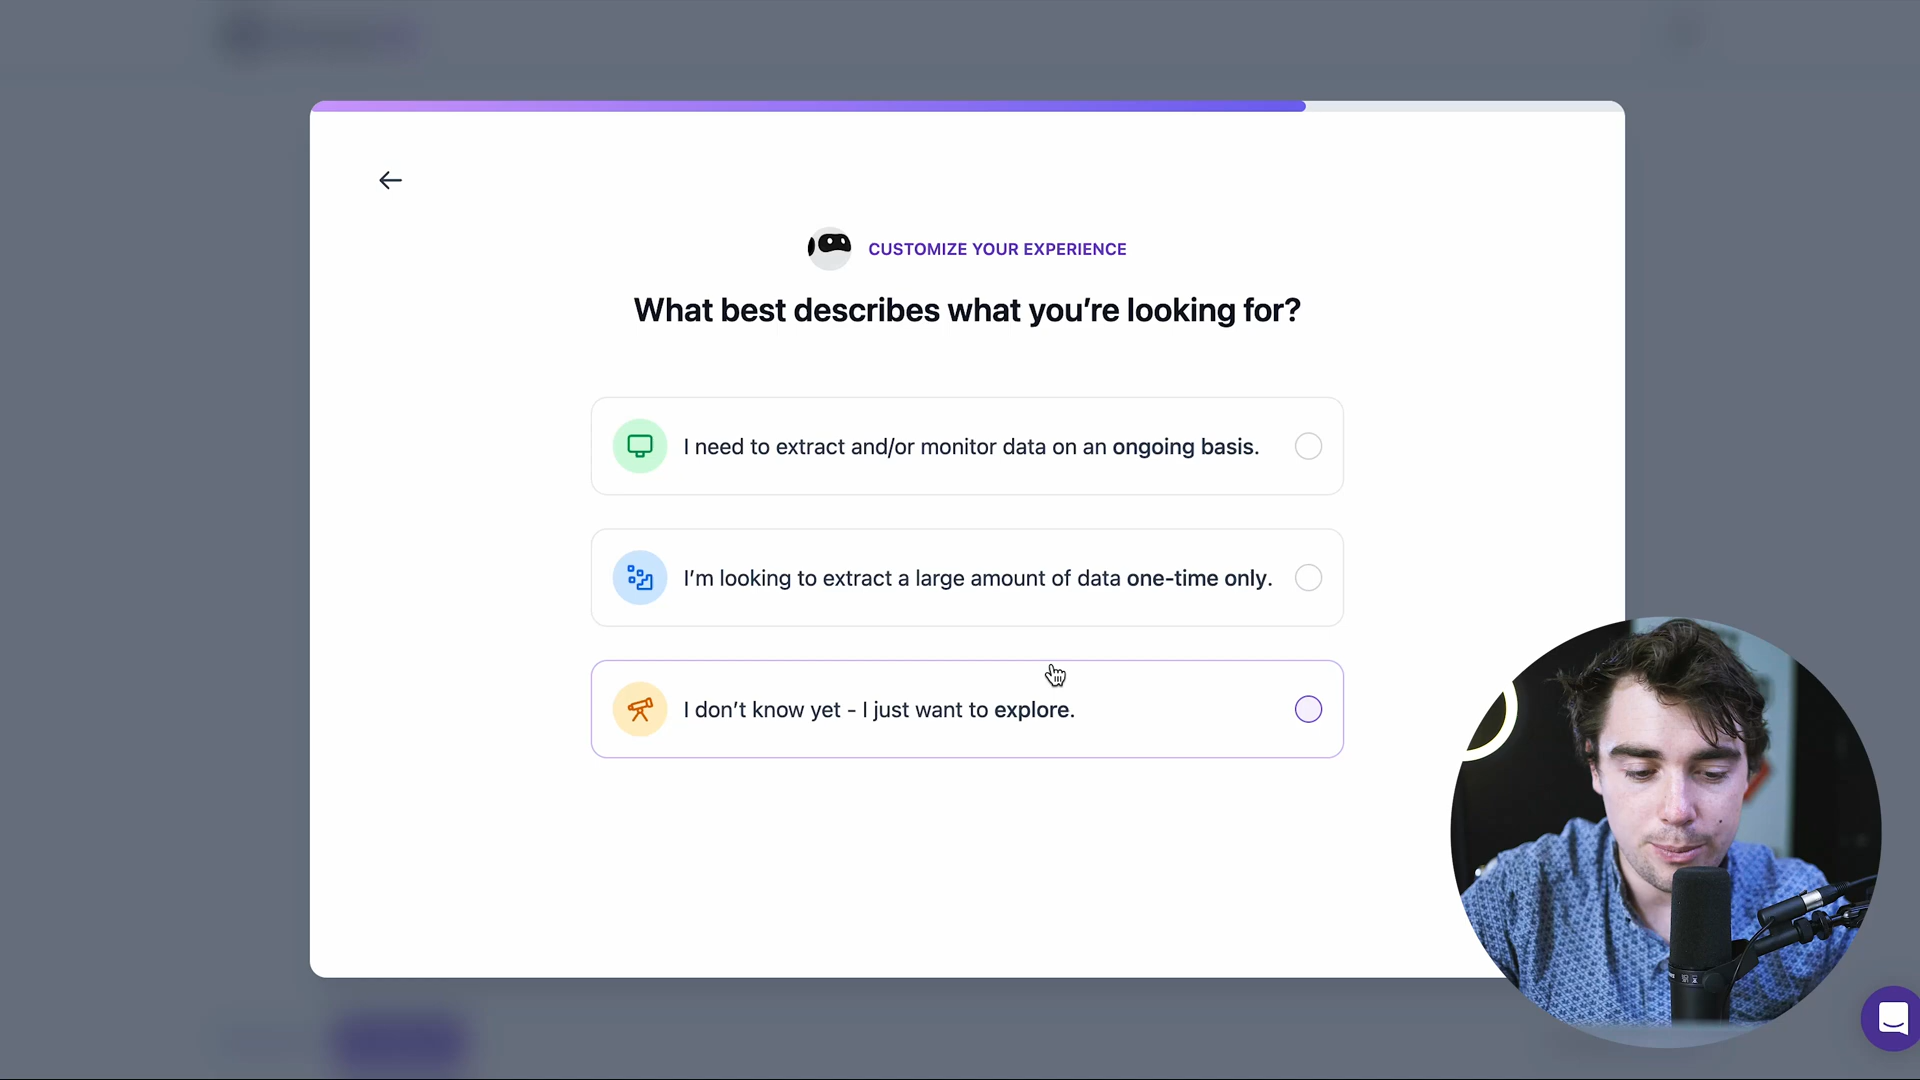 CUSTOMIZE YOUR EXPERIENCE
What best describes what you’re looking for?
I need to extract and/or monitor data on an ongoing basis.
I’m looking to extract a large amount of data one-time only.
I don’t know yet - I just want to explore.